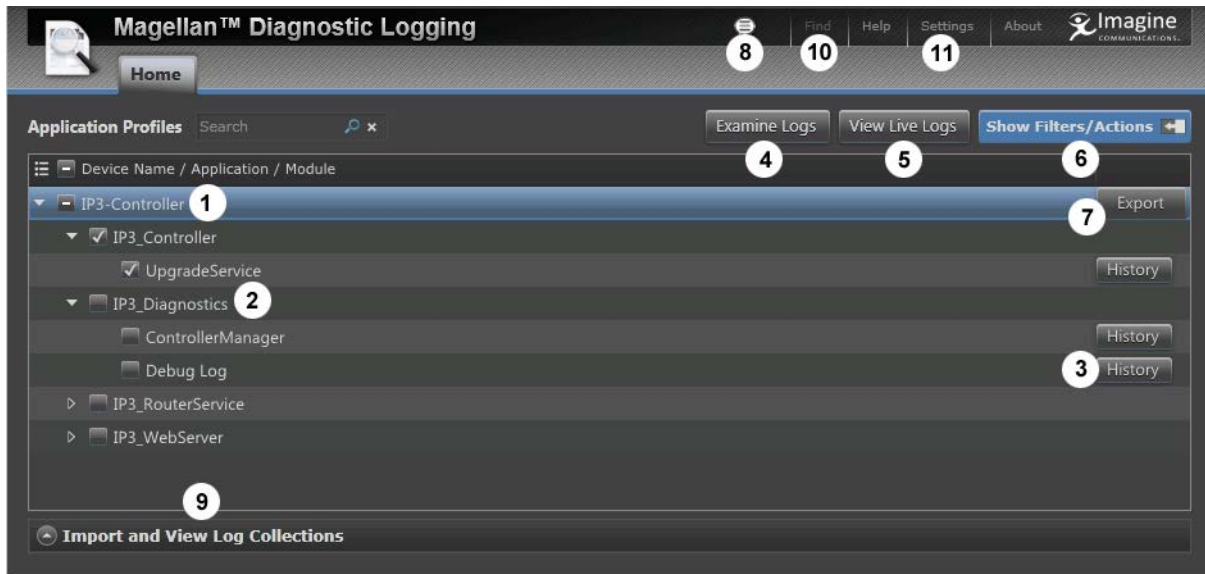 Magellan™ Diagnostic Logging
Find Help Settings About
Imagine
COMMUNICATIONS.
8 10 11
Home
Application Profiles Search
Examine Logs View Live Logs Show Filters/Actions
4 5 6
Device Name / Application / Module
IP3-Controller 1
7 Export
IP3_Controller
UpgradeService History
IP3_Diagnostics 2
ControllerManager History
Debug Log 3 History
IP3_RouterService
IP3_WebServer
9
Import and View Log Collections